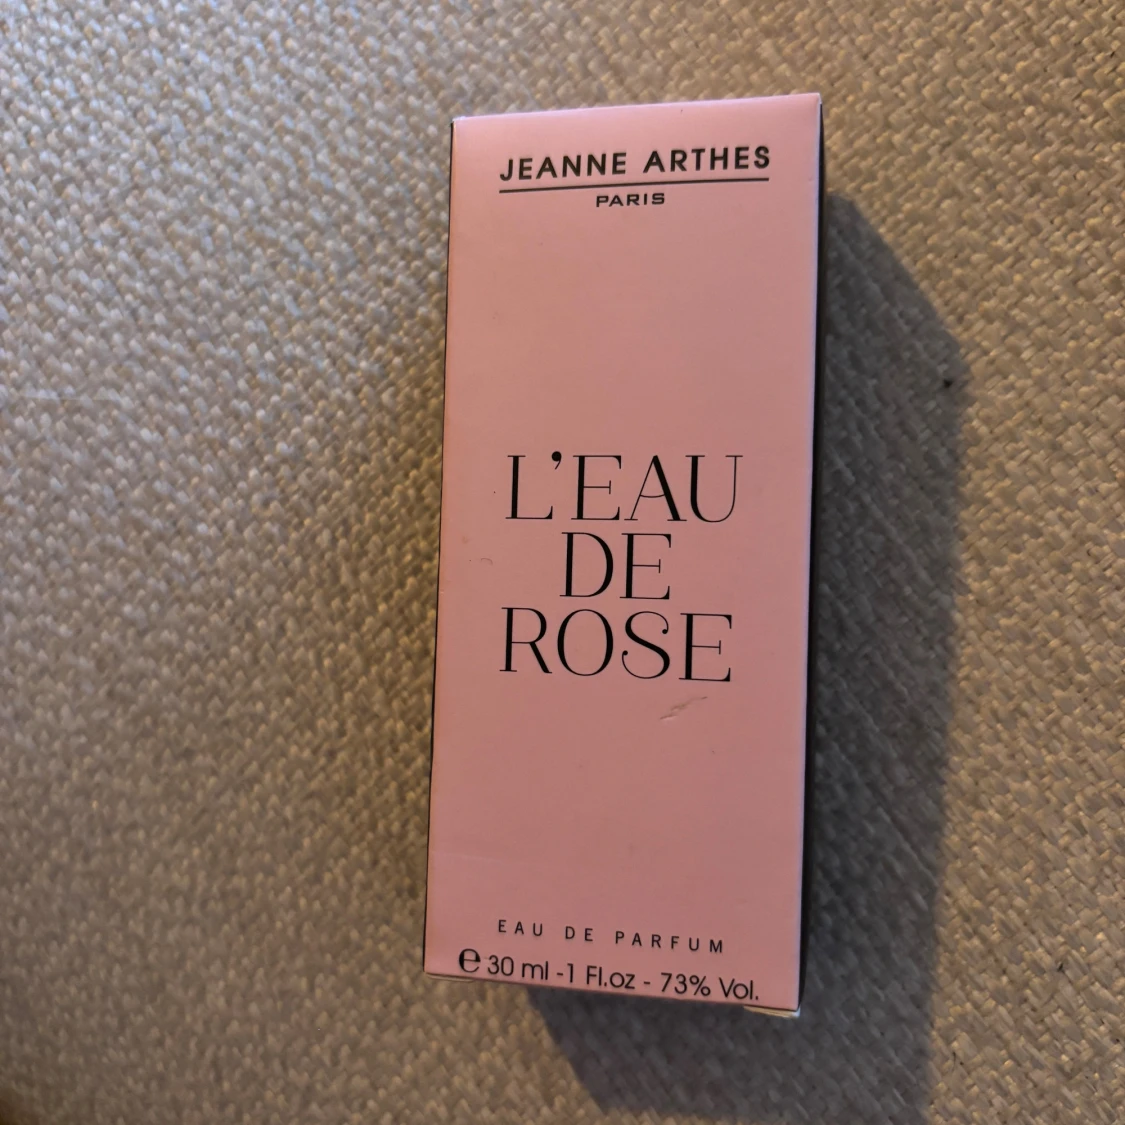 JEANNE ARTHES
PARIS
L'EAU
DE
ROSE
EAU DE PARFUM
℮ 30 ml -1 Fl.oz - 73% Vol.